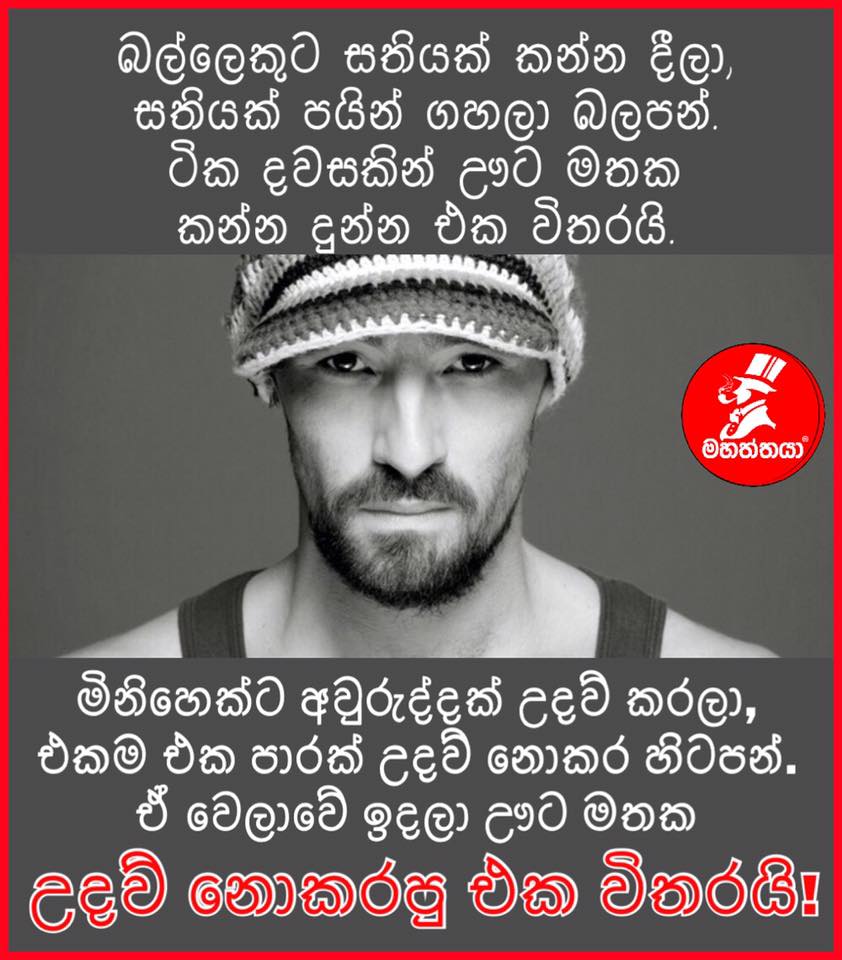 බල්ලෙකුට සතියක් කන්න දීලා,
සතියක් පයින් ගහලා බලපන්.
ටික දවසකින් ඌට මතක
කන්න දුන්න එක විතරයි.
මහත්තයා®
මිනිහෙක්ට අවුරුද්දක් උදව් කරලා,
එකම එක පාරක් උදව් නොකර හිටපන්.
ඒ වෙලාවේ ඉදලා ඌට මතක
උදව් නොකරපු එක විතරයි!